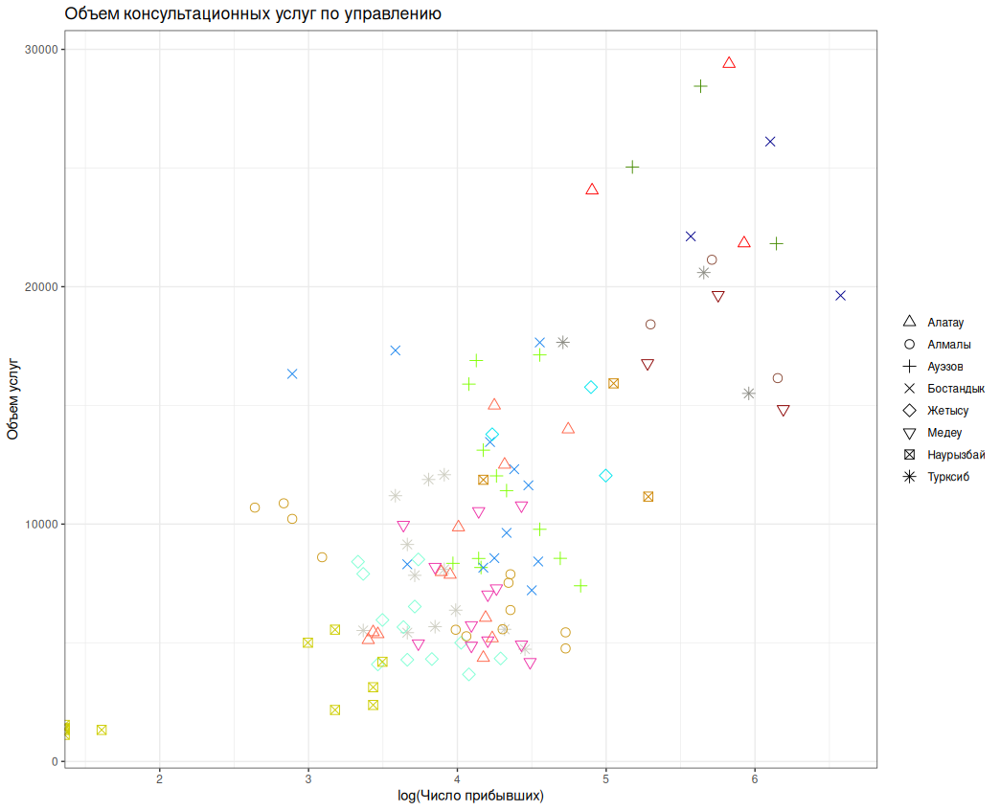 Объем консультационных услуг по управлению
30000
20000
10000
0
Объем услуг
2
3
4
5
6
log(Число прибывших)
Алатау
Алмалы
Ауэзов
Бостандык
Жетысу
Медеу
Наурызбай
Турксиб